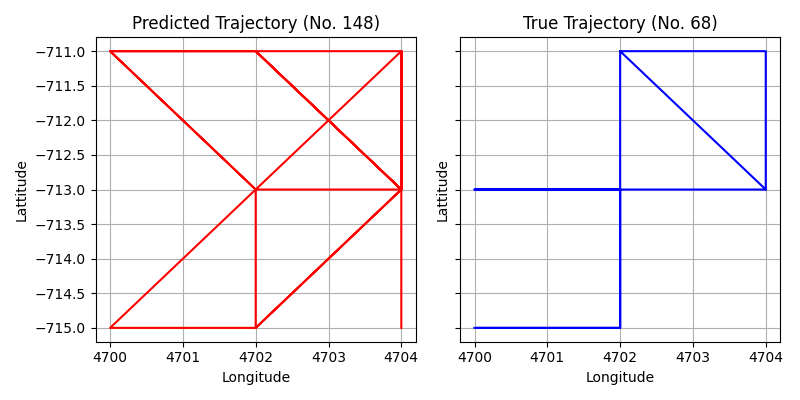 Predicted Trajectory (No. 148)
True Trajectory (No. 68)
−711.0
−711.5
−712.0
−712.5
−713.0
−713.5
−714.0
−714.5
−715.0
Lattitude
Lattitude
4700 4701 4702 4703 4704
4700 4701 4702 4703 4704
Longitude
Longitude